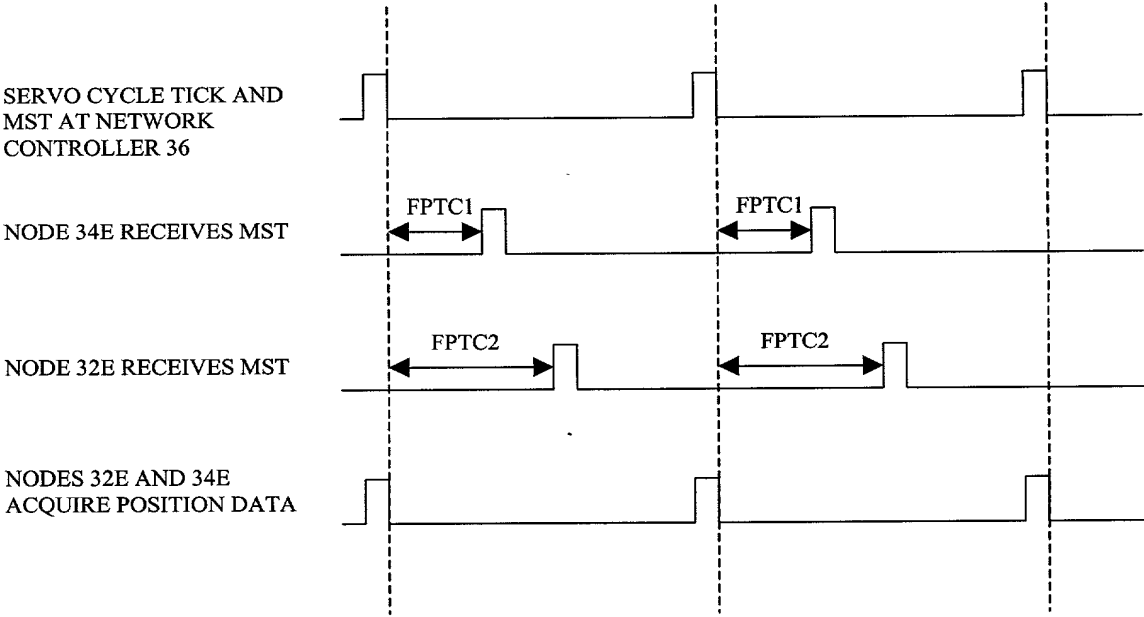 SERVO CYCLE TICK AND
MST AT NETWORK
CONTROLLER 36
FPTC1
FPTC1
NODE 34E RECEIVES MST
FPTC2
FPTC2
NODE 32E RECEIVES MST
NODES 32E AND 34E
ACQUIRE POSITION DATA